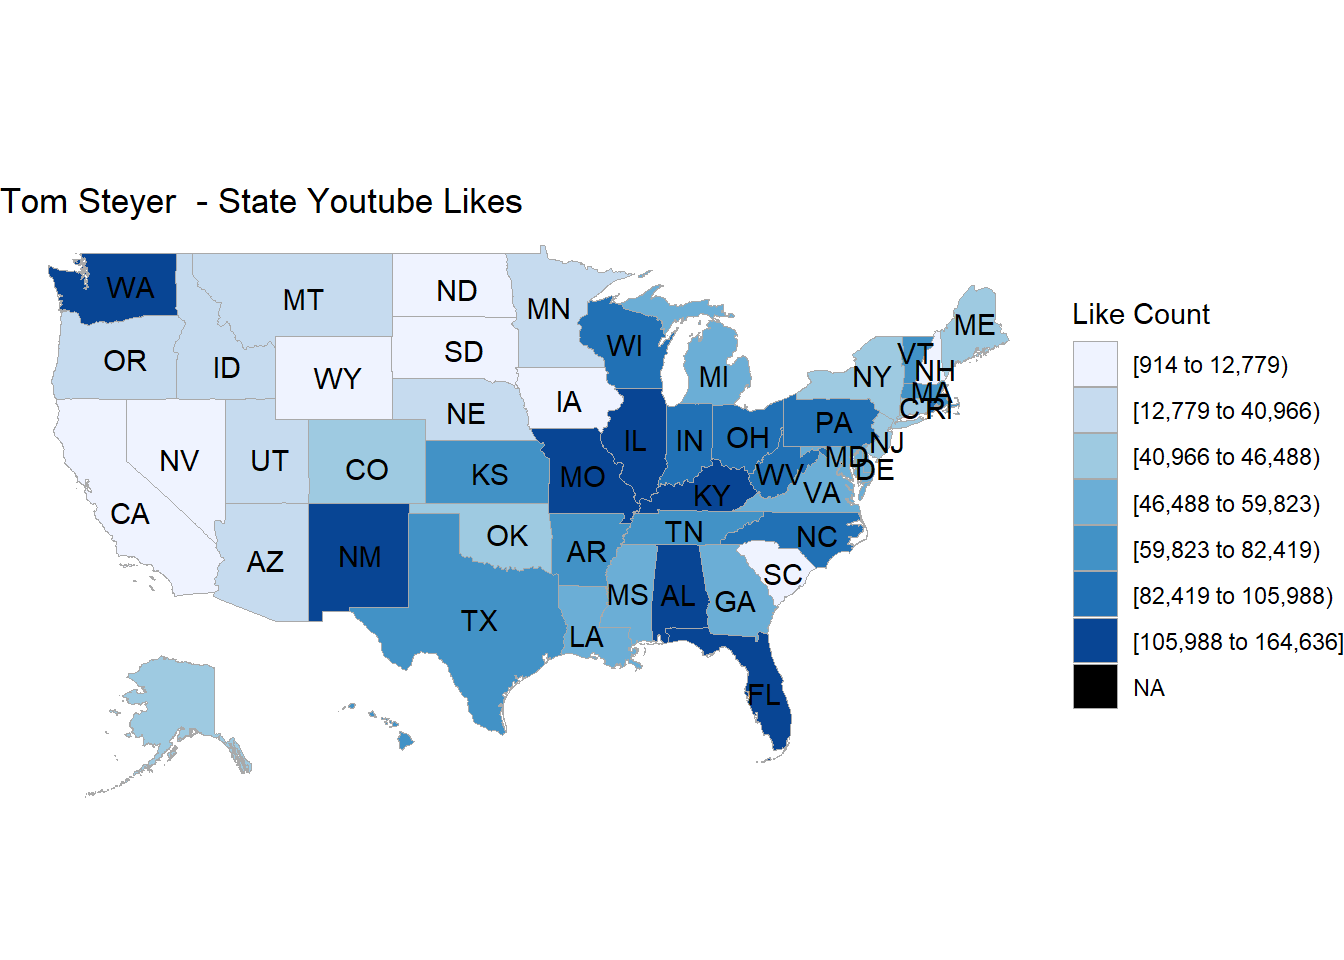 Tom Steyer  - State Youtube Likes
WA
MT
ND
MN
ME
OR
ID
SD
WI
VT
NH
WY
MI
NY
MA
NE
IA
CT
RI
NV
UT
CO
KS
IL
IN
OH
PA
NJ
MO
WV
MD
DE
CA
KY
VA
AZ
NM
OK
AR
TN
NC
SC
TX
MS
AL
GA
LA
FL
Like Count
[914 to 12,779)
[12,779 to 40,966)
[40,966 to 46,488)
[46,488 to 59,823)
[59,823 to 82,419)
[82,419 to 105,988)
[105,988 to 164,636]
NA